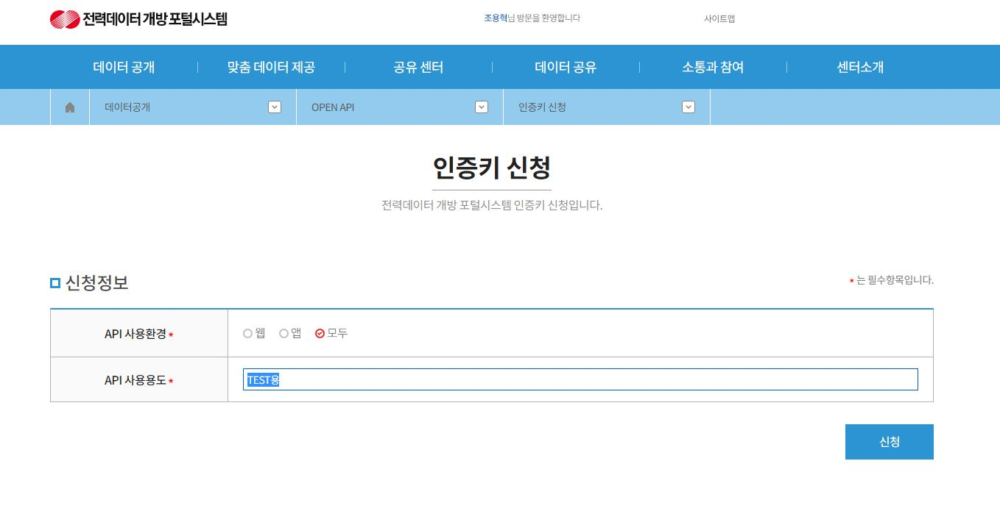 전력데이터 개방 포털시스템
조용혁님 방문을 환영합니다
사이트맵
데이터 공개
맞춤 데이터 제공
공유 센터
데이터 공유
소통과 참여
센터소개
데이터공개
OPEN API
인증키 신청
인증키 신청
전력데이터 개방 포털시스템 인증키 신청입니다.
신청정보
* 는 필수항목입니다.
API 사용환경 *
웹 앱 모두
API 사용용도 *
TEST용
신청